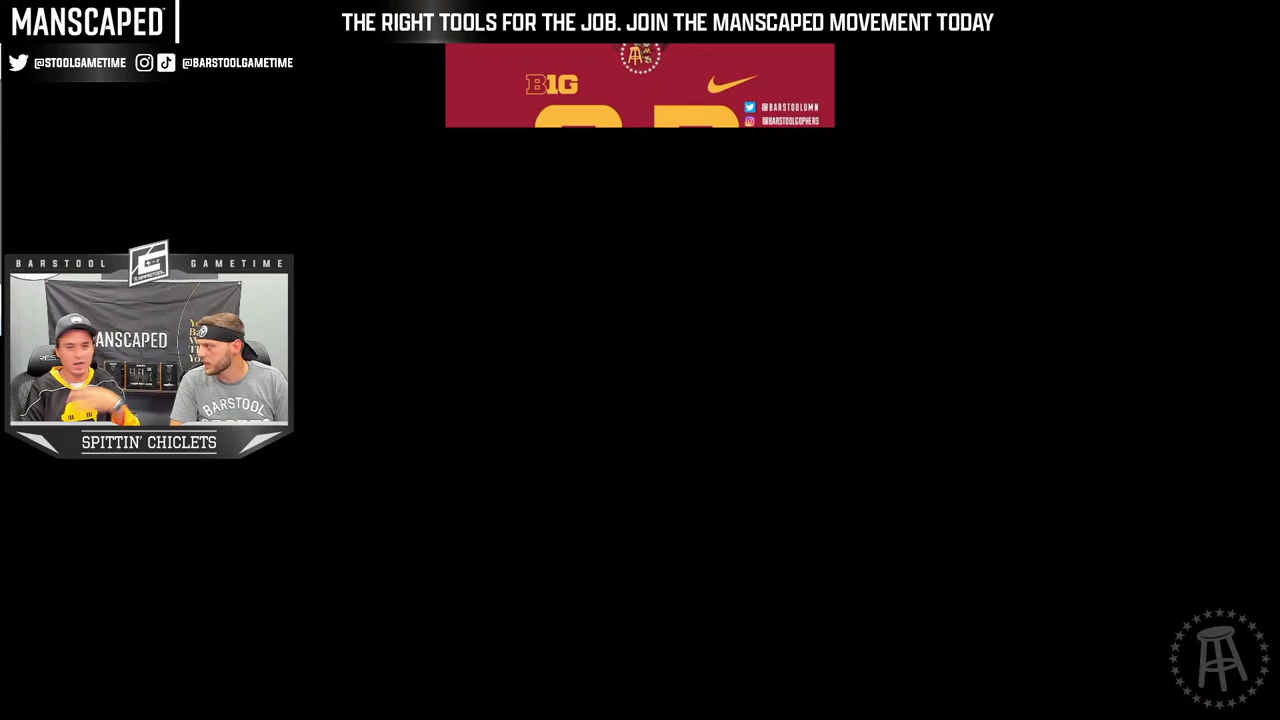 MANSCAPED
THE RIGHT TOOLS FOR THE JOB. JOIN THE MANSCAPED MOVEMENT TODAY
@STOOLGAMETIME @BARSTOOLGAMETIME
B1G
@BARSTOOLUMN
@BARSTOOLGOPHERS
BARSTOOL GAMETIME
MANSCAPED
BARSTOOL
SPITTIN' CHICLETS